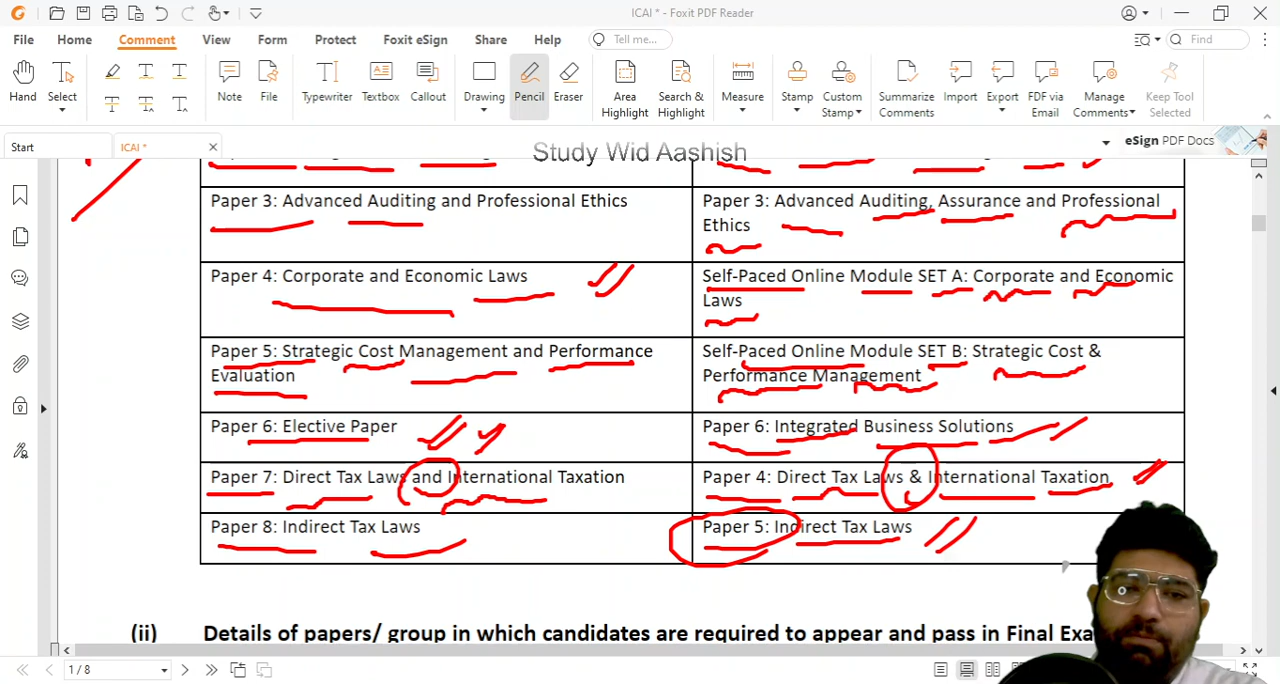 ICAI * - Foxit PDF Reader
File Home Comment View Form Protect Foxit eSign Share Help Tell me... Find
Hand Select Note File Typewriter Textbox Callout Drawing Pencil Eraser Area Highlight Search & Highlight Measure Stamp Custom Stamp Summarize Comments Import Export FDF via Email Manage Comments Keep Tool Selected
Start ICAI * eSign PDF Docs
Study Wid Aashish
Paper 3: Advanced Auditing and Professional Ethics
Paper 3: Advanced Auditing, Assurance and Professional
Ethics
Paper 4: Corporate and Economic Laws
Self-Paced Online Module SET A: Corporate and Economic
Laws
Paper 5: Strategic Cost Management and Performance
Evaluation
Self-Paced Online Module SET B: Strategic Cost &
Performance Management
Paper 6: Elective Paper
Paper 6: Integrated Business Solutions
Paper 7: Direct Tax Laws and International Taxation
Paper 4: Direct Tax Laws & International Taxation
Paper 8: Indirect Tax Laws
Paper 5: Indirect Tax Laws
(ii) Details of papers/ group in which candidates are required to appear and pass in Final Exa
1 / 8